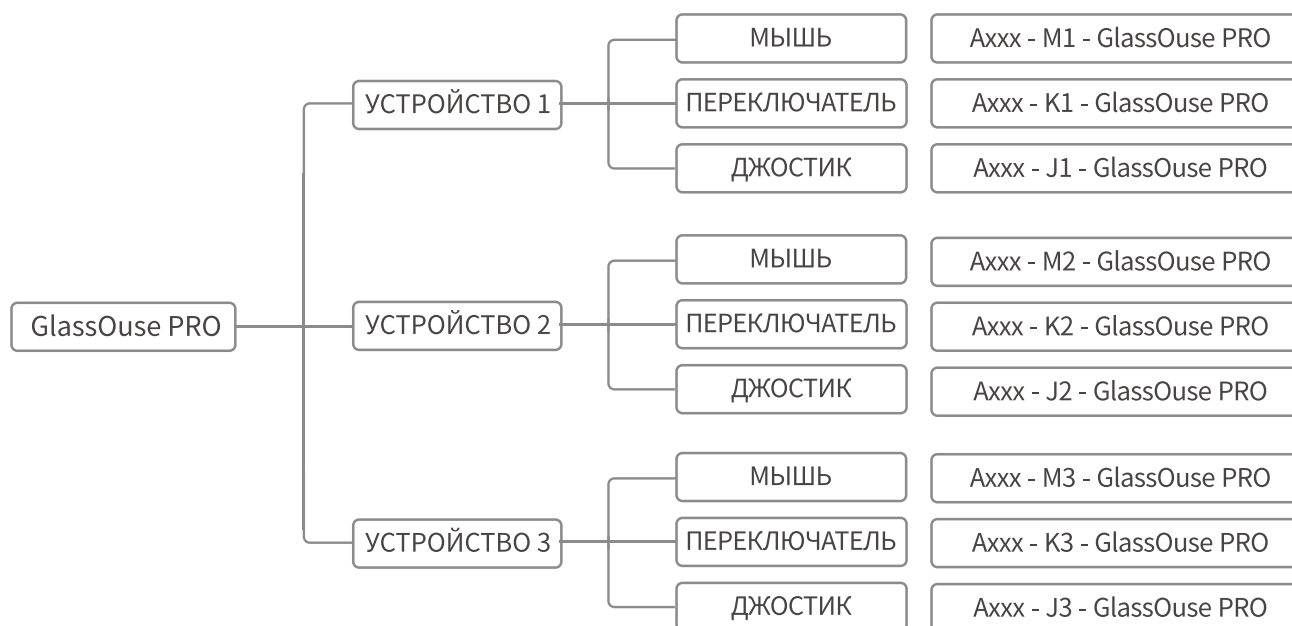 МЫШЬ
Axxx - M1 - GlassOuse PRO
УСТРОЙСТВО 1
ПЕРЕКЛЮЧАТЕЛЬ
Axxx - K1 - GlassOuse PRO
ДЖОСТИК
Axxx - J1 - GlassOuse PRO
МЫШЬ
Axxx - M2 - GlassOuse PRO
GlassOuse PRO
УСТРОЙСТВО 2
ПЕРЕКЛЮЧАТЕЛЬ
Axxx - K2 - GlassOuse PRO
ДЖОСТИК
Axxx - J2 - GlassOuse PRO
МЫШЬ
Axxx - M3 - GlassOuse PRO
УСТРОЙСТВО 3
ПЕРЕКЛЮЧАТЕЛЬ
Axxx - K3 - GlassOuse PRO
ДЖОСТИК
Axxx - J3 - GlassOuse PRO